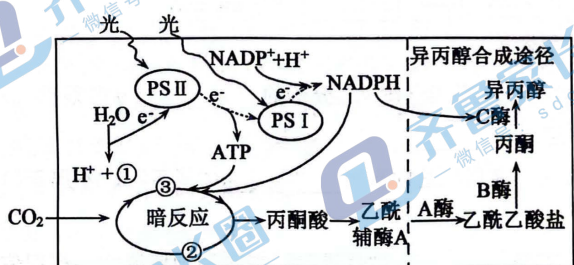 光 光
NADP⁺+H⁺
异丙醇合成途径
PSⅡ
e⁻
e⁻
NADPH
异丙醇
H₂O e⁻
PSⅠ
C酶
丙酮
H⁺+①
ATP
③
B酶
CO₂
暗反应
丙酮酸
乙酰
辅酶A
A酶
乙酰乙酸盐
②